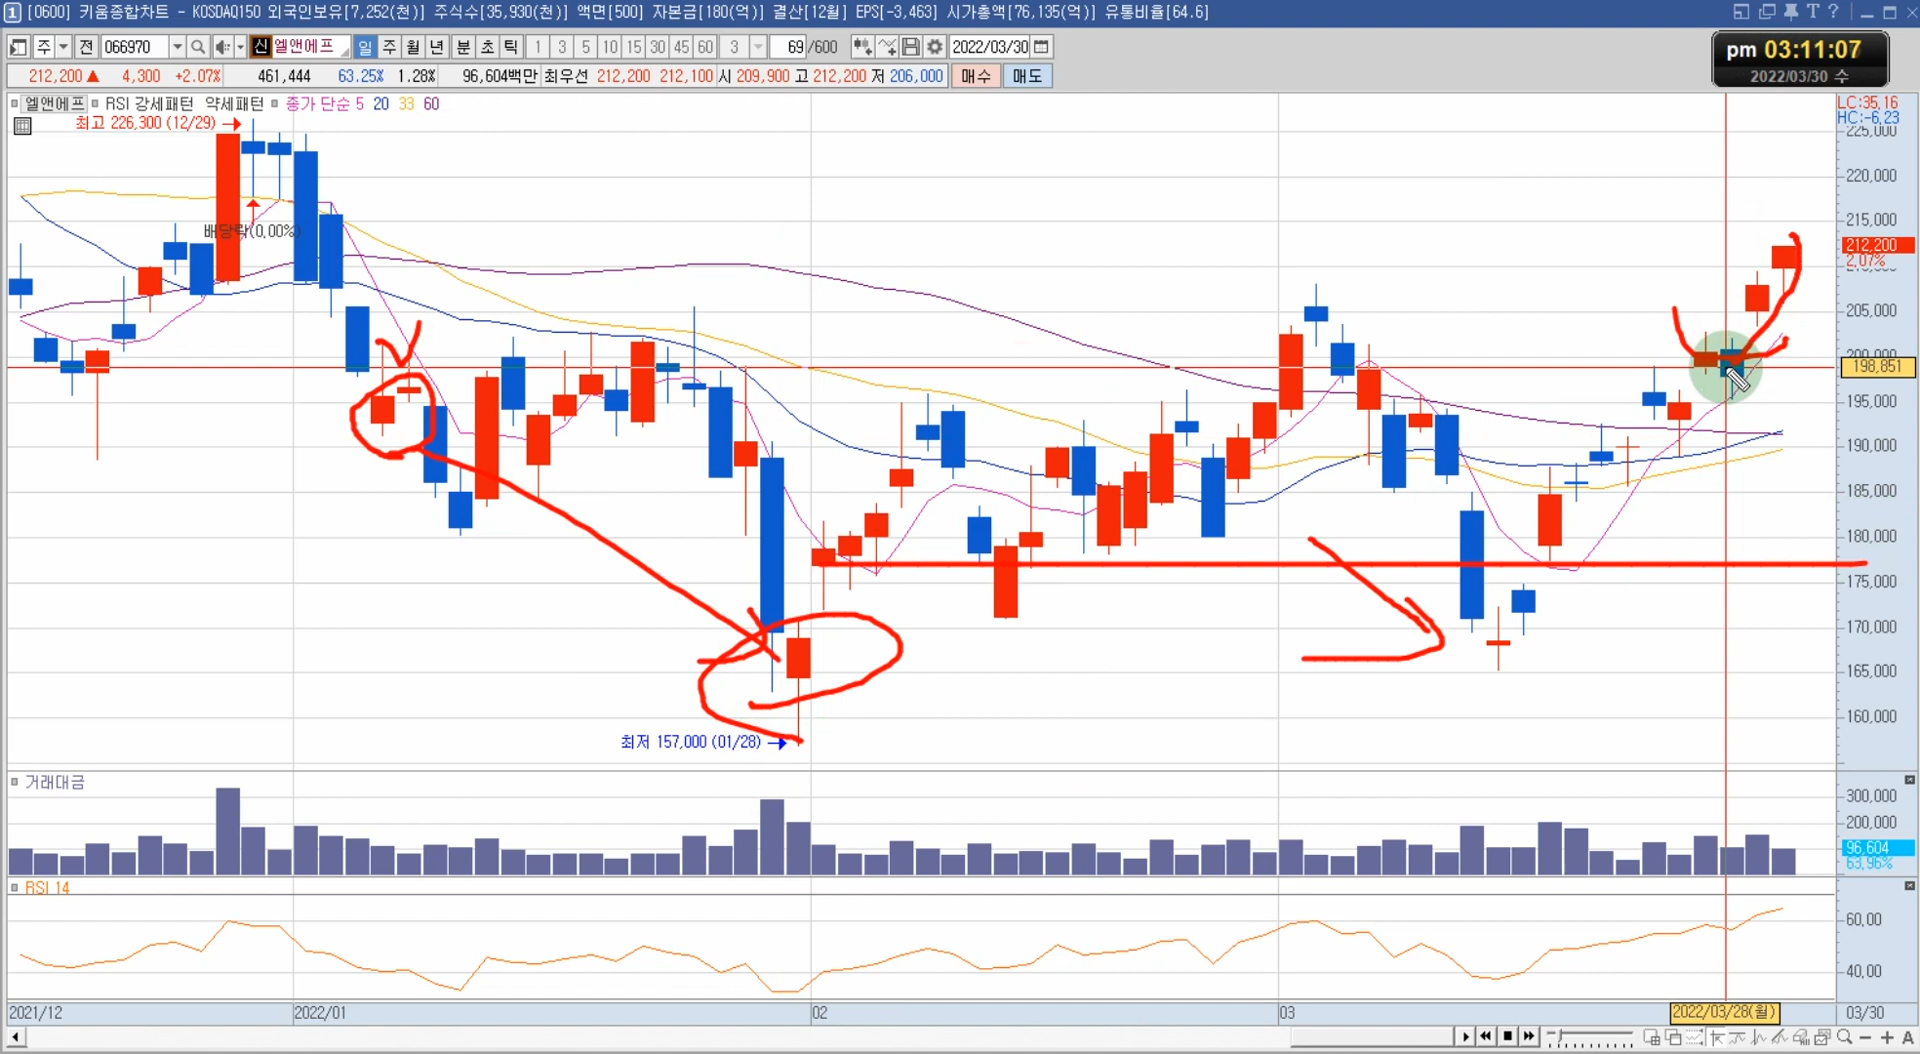 1 [0600] 키움종합차트 - KOSDAQ150 외국인보유[7,252(천)] 주식수[35,930(천)] 액면[500] 자본금[180(억)] 결산[12월] EPS[-3,463] 시가총액[76,135(억)] 유통비율[64.6]
주 전 066970 신 엘앤에프 일 주 월 년 분 초 틱 1 3 5 10 15 30 45 60 3 69 /600 2022/03/30
pm 03:11:07
2022/03/30 수
212,200 ▲ 4,300 +2.07% 461,444 63.25% 1.28% 96,604백만 최우선 212,200 212,100 시 209,900 고 212,200 저 206,000 매수 매도
엘앤에프 RSI 강세패턴 약세패턴 종가 단순 5 20 33 60
LC:35,16
HC:-6,23
최고 226,300 (12/29) →
225,000
220,000
215,000
배당락(0,00%)
212,200
2,07%
210,000
205,000
200,000
198,851
195,000
190,000
185,000
180,000
175,000
170,000
165,000
160,000
최저 157,000 (01/28) →
거래대금
300,000
200,000
96,604
63,96%
RSI 14
60,00
40,00
2021/12 2022/01 02 03 2022/03/28(월) 03/30